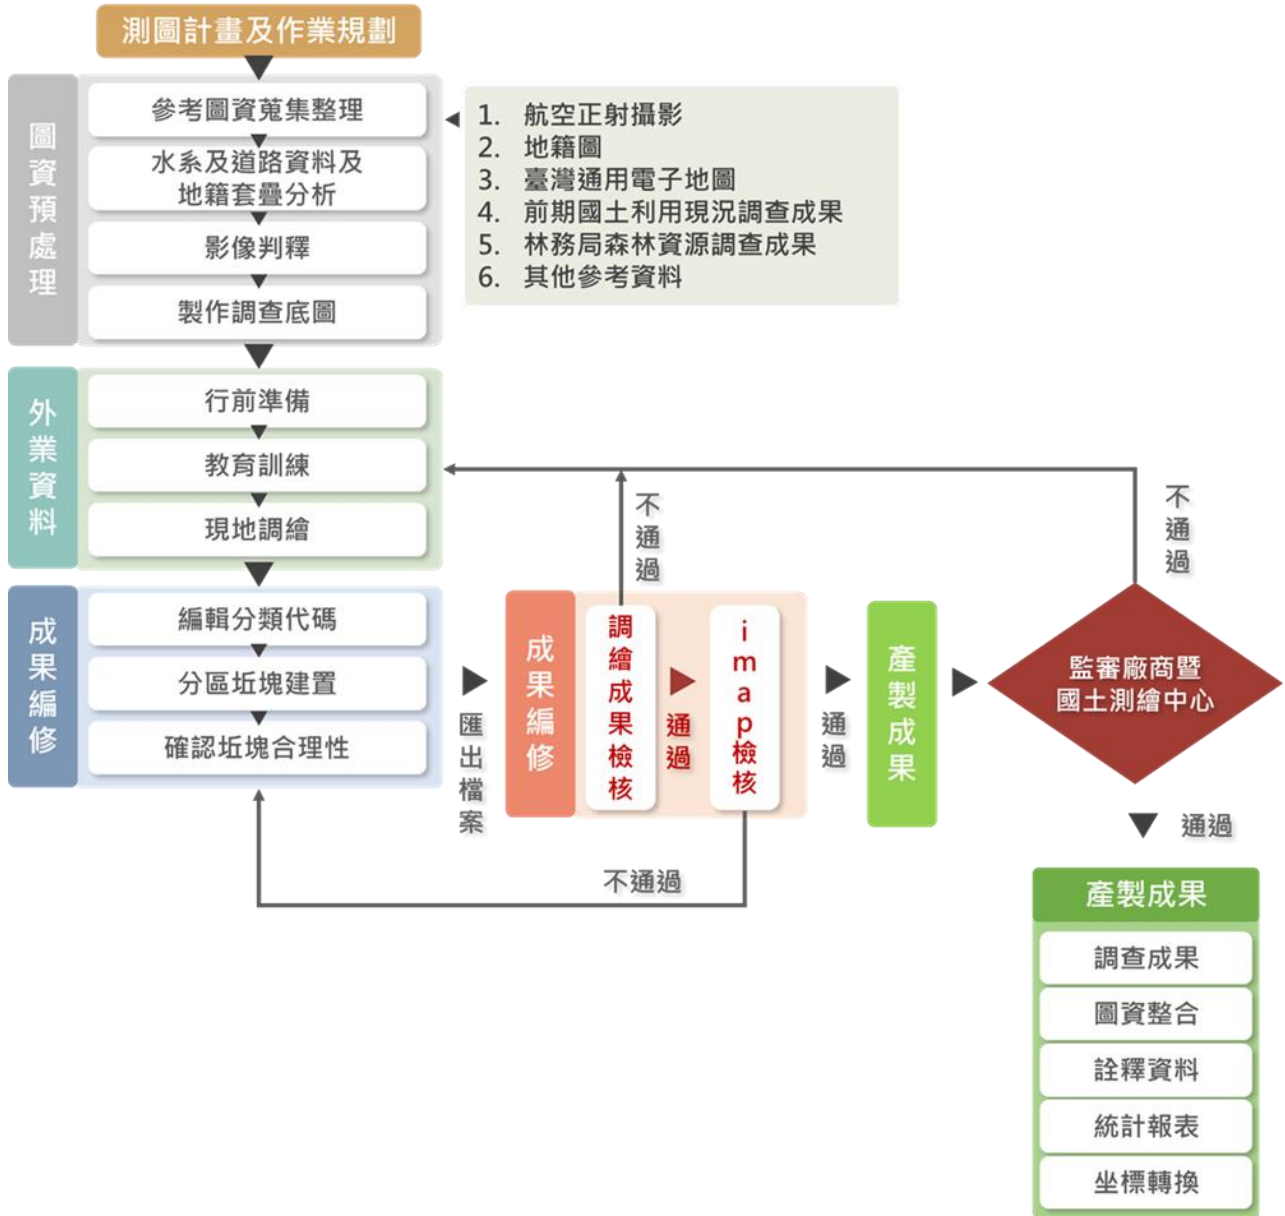 測圖計畫及作業規劃
圖資預處理
參考圖資蒐集整理
水系及道路資料及
地籍套疊分析
影像判釋
製作調查底圖
1. 航空正射攝影
2. 地籍圖
3. 臺灣通用電子地圖
4. 前期國土利用現況調查成果
5. 林務局森林資源調查成果
6. 其他參考資料
外業資料
行前準備
教育訓練
現地調繪
成果編修
編輯分類代碼
分區坵塊建置
確認坵塊合理性
匯出檔案
成果編修
調繪成果檢核
通過
imap檢核
不通過
不通過
通過
產製成果
監審廠商暨
國土測繪中心
不通過
通過
產製成果
調查成果
圖資整合
詮釋資料
統計報表
坐標轉換